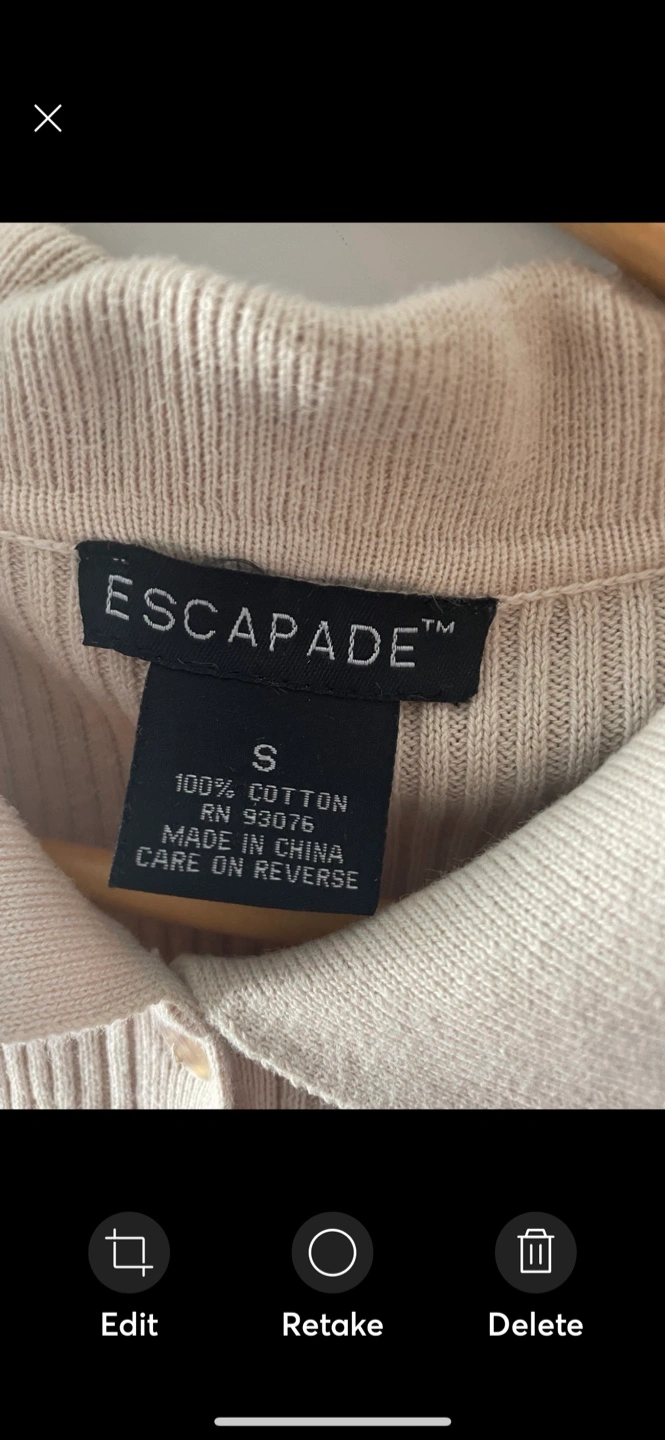 ESCAPADE™
S
100% COTTON
RN 93076
MADE IN CHINA
CARE ON REVERSE
Edit
Retake
Delete